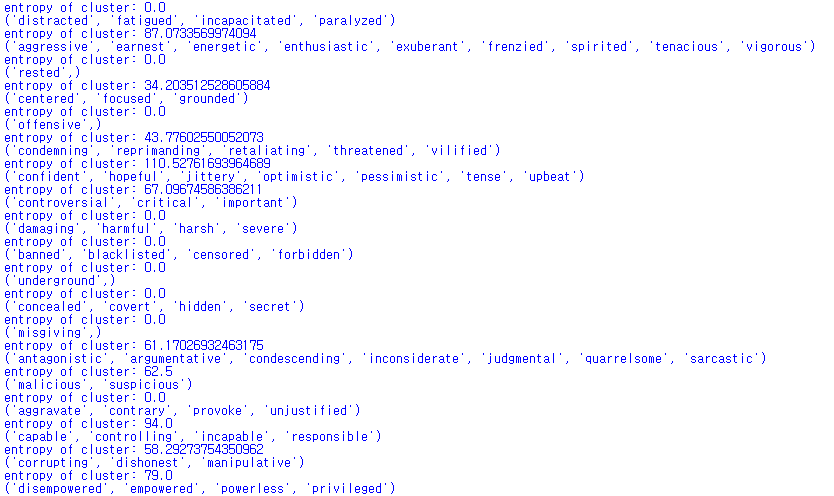 entropy of cluster: 0.0
('distracted', 'fatigued', 'incapacitated', 'paralyzed')
entropy of cluster: 87.0733569974094
('aggressive', 'earnest', 'energetic', 'enthusiastic', 'exuberant', 'frenzied', 'spirited', 'tenacious', 'vigorous')
entropy of cluster: 0.0
('rested',)
entropy of cluster: 34.203512528605884
('centered', 'focused', 'grounded')
entropy of cluster: 0.0
('offensive',)
entropy of cluster: 43.77602550052073
('condemning', 'reprimanding', 'retaliating', 'threatened', 'vilified')
entropy of cluster: 110.52761693964689
('confident', 'hopeful', 'jittery', 'optimistic', 'pessimistic', 'tense', 'upbeat')
entropy of cluster: 67.09674586386211
('controversial', 'critical', 'important')
entropy of cluster: 0.0
('damaging', 'harmful', 'harsh', 'severe')
entropy of cluster: 0.0
('banned', 'blacklisted', 'censored', 'forbidden')
entropy of cluster: 0.0
('underground',)
entropy of cluster: 0.0
('concealed', 'covert', 'hidden', 'secret')
entropy of cluster: 0.0
('misgiving',)
entropy of cluster: 61.17026932463175
('antagonistic', 'argumentative', 'condescending', 'inconsiderate', 'judgmental', 'quarrelsome', 'sarcastic')
entropy of cluster: 62.5
('malicious', 'suspicious')
entropy of cluster: 0.0
('aggravate', 'contrary', 'provoke', 'unjustified')
entropy of cluster: 94.0
('capable', 'controlling', 'incapable', 'responsible')
entropy of cluster: 58.29273754350962
('corrupting', 'dishonest', 'manipulative')
entropy of cluster: 79.0
('disempowered', 'empowered', 'powerless', 'privileged')